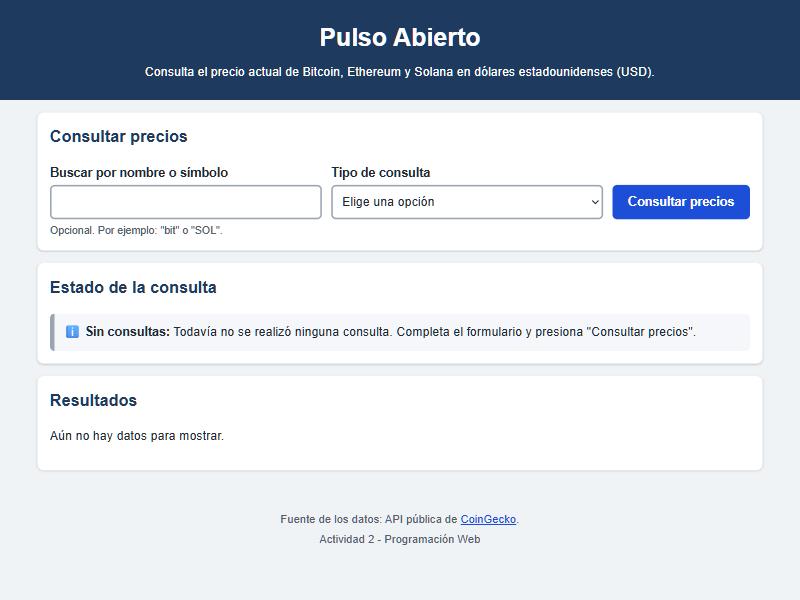 Pulso Abierto
Consulta el precio actual de Bitcoin, Ethereum y Solana en dólares estadounidenses (USD).
Consultar precios
Buscar por nombre o símbolo
Tipo de consulta
Elige una opción
Consultar precios
Opcional. Por ejemplo: "bit" o "SOL".
Estado de la consulta
Sin consultas: Todavía no se realizó ninguna consulta. Completa el formulario y presiona "Consultar precios".
Resultados
Aún no hay datos para mostrar.
Fuente de los datos: API pública de CoinGecko.
Actividad 2 - Programación Web